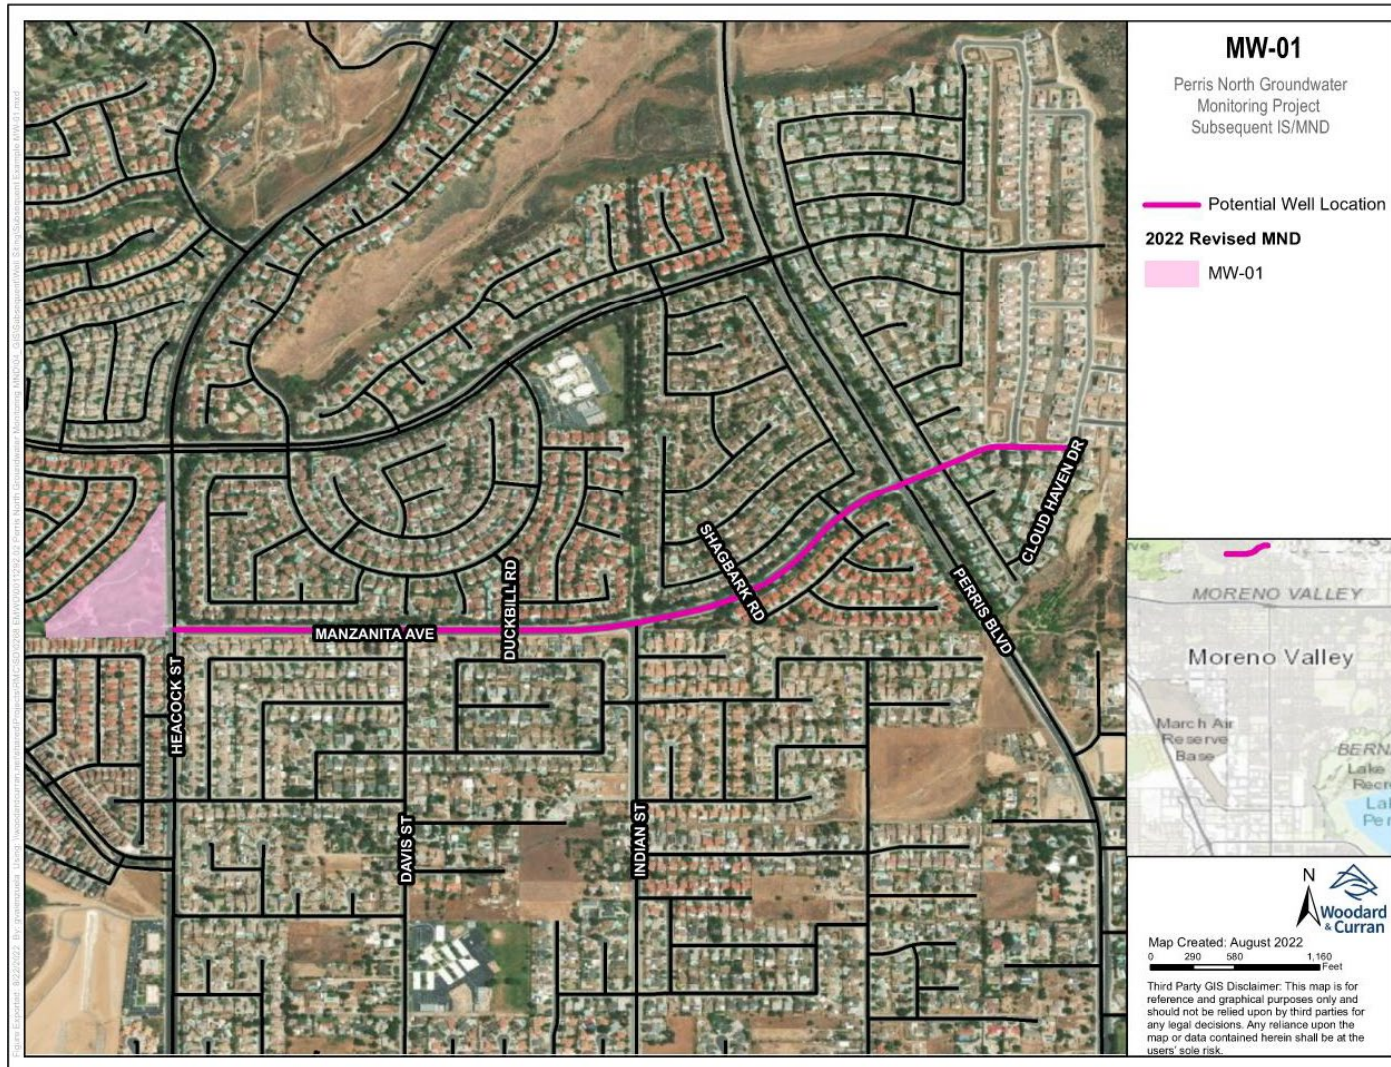 MW-01
Perris North Groundwater
Monitoring Project
Subsequent IS/MND
Potential Well Location
2022 Revised MND
MW-01
CLOUD HAVEN DR
SHAGBARK RD
PERRIS BLVD
DUCKBILL RD
MANZANITA AVE
HEACOCK ST
DAVIS ST
INDIAN ST
MORENO VALLEY
Moreno Valley
March Air
Reserve
Base
BERN
Lake
Recr
La
Per
N
Woodard
& Curran
Map Created: August 2022
0 290 580 1,160
Feet
Third Party GIS Disclaimer: This map is for
reference and graphical purposes only and
should not be relied upon by third parties for
any legal decisions. Any reliance upon the
map or data contained herein shall be at the
users' sole risk.